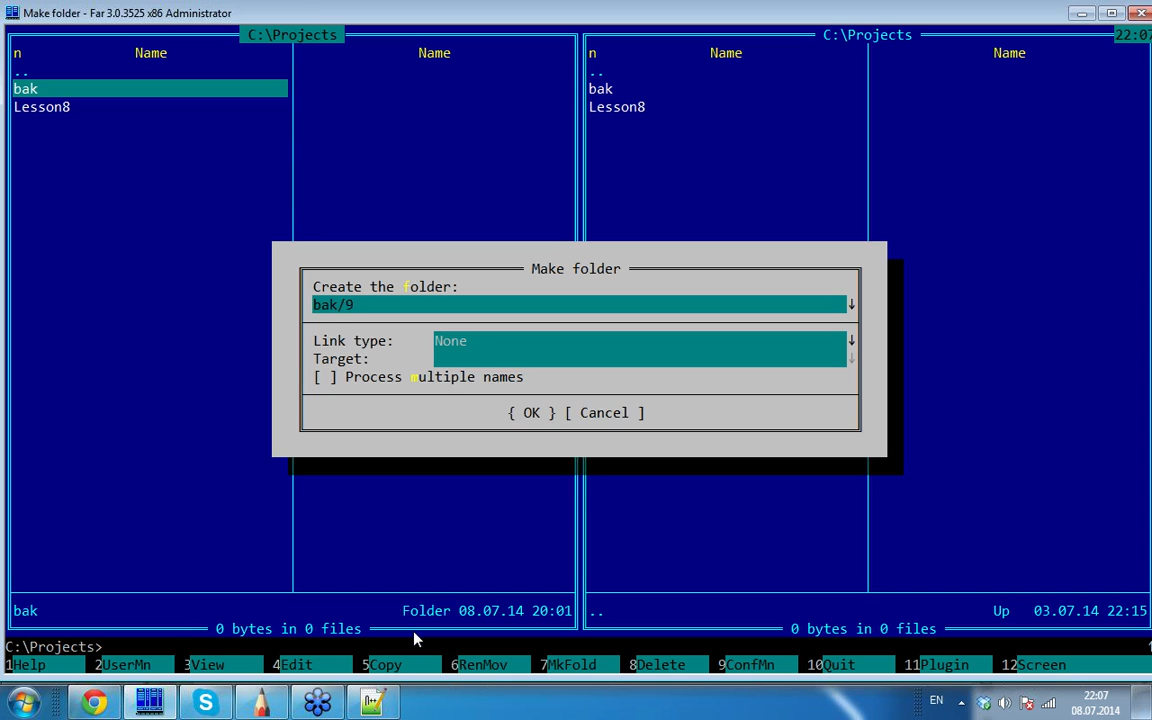 Make folder - Far 3.0.3525 x86 Administrator
C:\Projects
C:\Projects
22:07
n Name Name
n Name Name
..
..
bak
bak
Lesson8
Lesson8
Make folder
Create the folder:
bak/9
Link type: None
Target:
[ ] Process multiple names
{ OK } [ Cancel ]
bak Folder 08.07.14 20:01
.. Up 03.07.14 22:15
0 bytes in 0 files
0 bytes in 0 files
C:\Projects>
1Help 2UserMn 3View 4Edit 5Copy 6RenMov 7MkFold 8Delete 9ConfMn 10Quit 11Plugin 12Screen
EN
22:07
08.07.2014